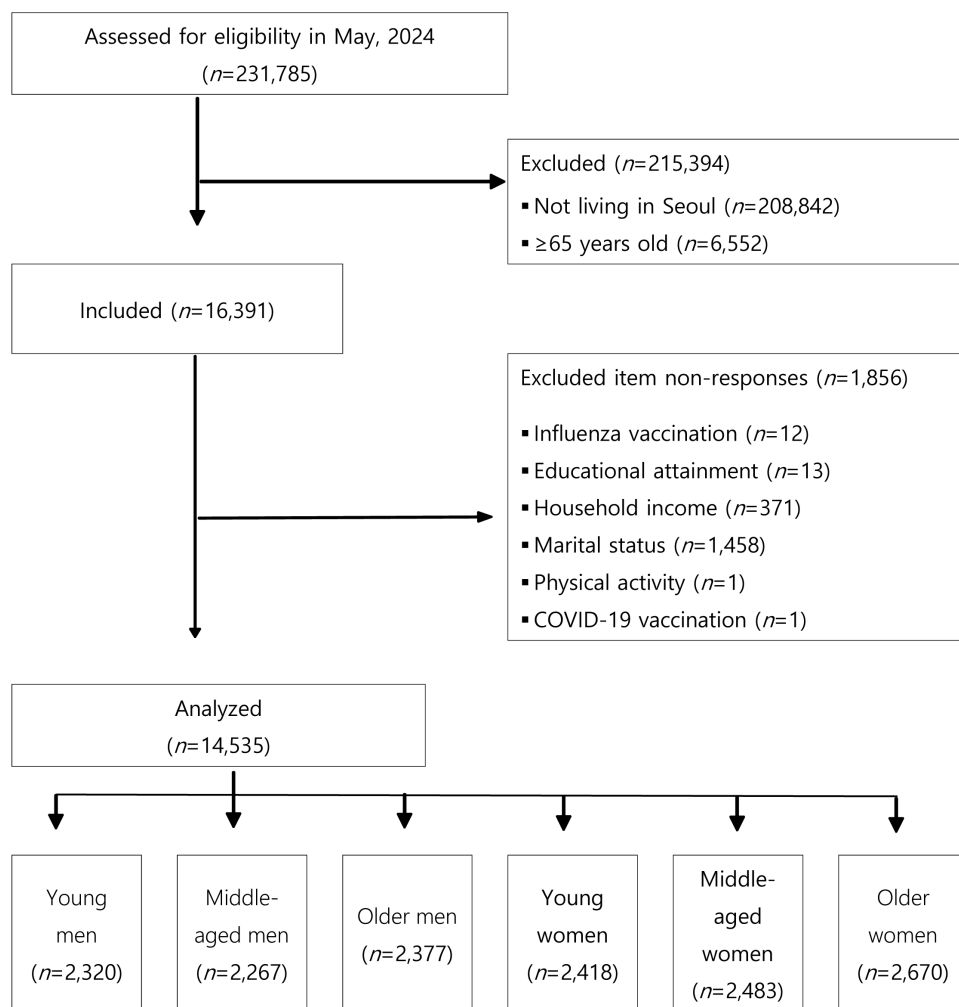 Assessed for eligibility in May, 2024
(n=231,785)
Excluded (n=215,394)
▪ Not living in Seoul (n=208,842)
▪ ≥65 years old (n=6,552)
Included (n=16,391)
Excluded item non-responses (n=1,856)
▪ Influenza vaccination (n=12)
▪ Educational attainment (n=13)
▪ Household income (n=371)
▪ Marital status (n=1,458)
▪ Physical activity (n=1)
▪ COVID-19 vaccination (n=1)
Analyzed
(n=14,535)
Young
men
(n=2,320)
Middle-
aged men
(n=2,267)
Older men
(n=2,377)
Young
women
(n=2,418)
Middle-
aged
women
(n=2,483)
Older
women
(n=2,670)